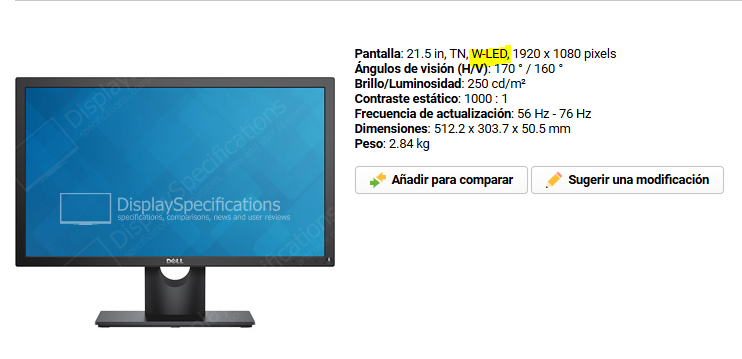 Pantalla: 21.5 in, TN, W-LED, 1920 x 1080 pixels
Ángulos de visión (H/V): 170 ° / 160 °
Brillo/Luminosidad: 250 cd/m²
Contraste estático: 1000 : 1
Frecuencia de actualización: 56 Hz - 76 Hz
Dimensiones: 512.2 x 303.7 x 50.5 mm
Peso: 2.84 kg
Añadir para comparar
Sugerir una modificación
DisplaySpecifications
specifications, comparisons, news and user reviews
DELL